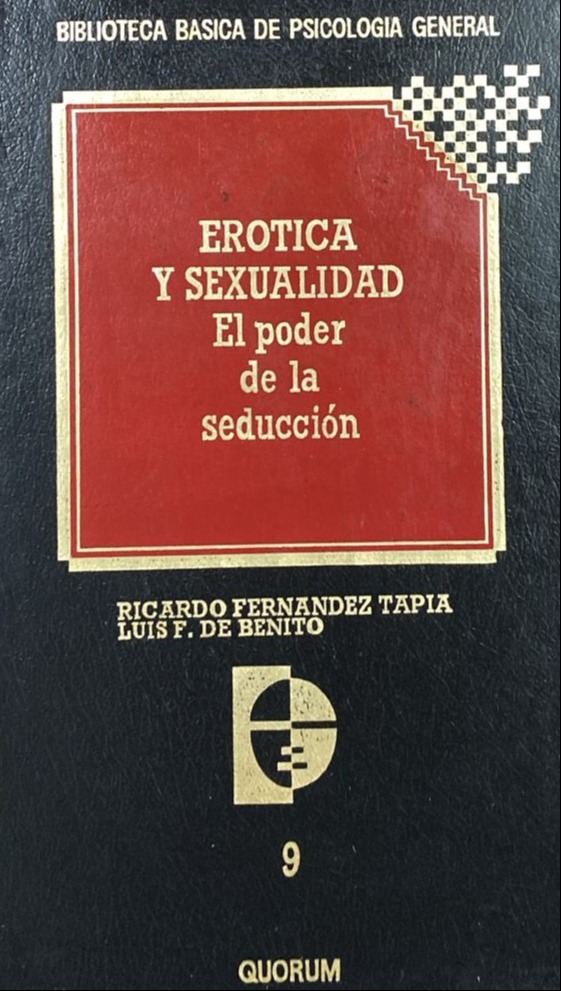 BIBLIOTECA BASICA DE PSICOLOGIA GENERAL
EROTICA
Y SEXUALIDAD
El poder
de la
seducción
RICARDO FERNANDEZ TAPIA
LUIS F. DE BENITO
9
QUORUM